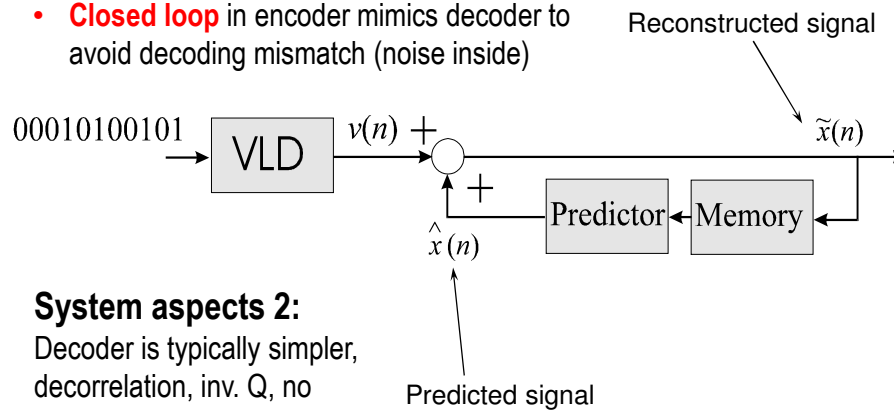 • Closed loop in encoder mimics decoder to
avoid decoding mismatch (noise inside)
Reconstructed signal
00010100101
VLD
v(n) +
x̃(n)
+
Predictor
Memory
x̂(n)
System aspects 2:
Decoder is typically simpler,
decorrelation, inv. Q, no
Predicted signal